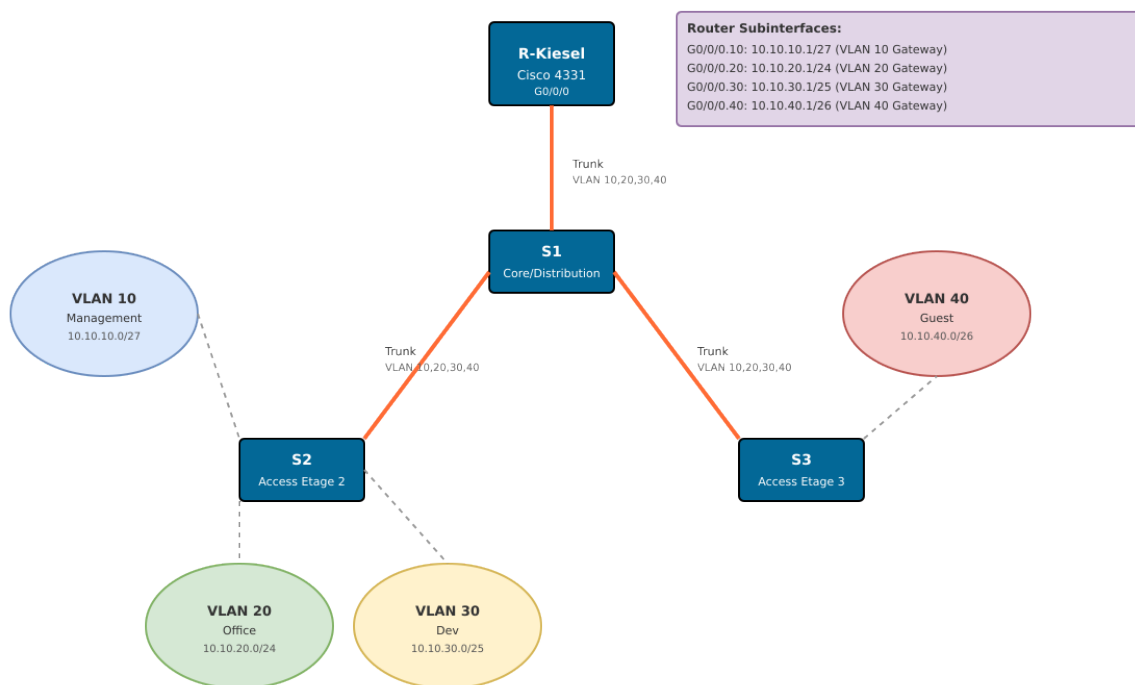 R-Kiesel
Cisco 4331
G0/0/0
Router Subinterfaces:
G0/0/0.10: 10.10.10.1/27 (VLAN 10 Gateway)
G0/0/0.20: 10.10.20.1/24 (VLAN 20 Gateway)
G0/0/0.30: 10.10.30.1/25 (VLAN 30 Gateway)
G0/0/0.40: 10.10.40.1/26 (VLAN 40 Gateway)
Trunk
VLAN 10,20,30,40
S1
Core/Distribution
VLAN 10
Management
10.10.10.0/27
VLAN 40
Guest
10.10.40.0/26
Trunk
VLAN 10,20,30,40
Trunk
VLAN 10,20,30,40
S2
Access Etage 2
S3
Access Etage 3
VLAN 20
Office
10.10.20.0/24
VLAN 30
Dev
10.10.30.0/25